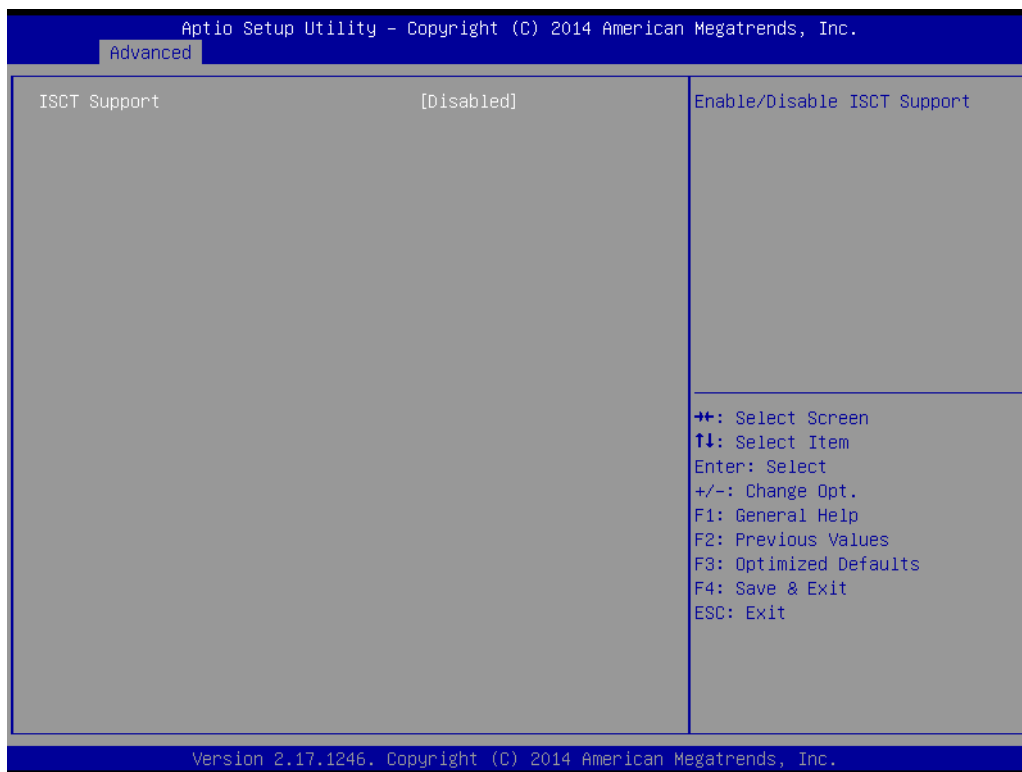 Aptio Setup Utility – Copyright (C) 2014 American Megatrends, Inc.
Advanced
ISCT Support [Disabled]
Enable/Disable ISCT Support
→←: Select Screen
↑↓: Select Item
Enter: Select
+/-: Change Opt.
F1: General Help
F2: Previous Values
F3: Optimized Defaults
F4: Save & Exit
ESC: Exit
Version 2.17.1246. Copyright (C) 2014 American Megatrends, Inc.